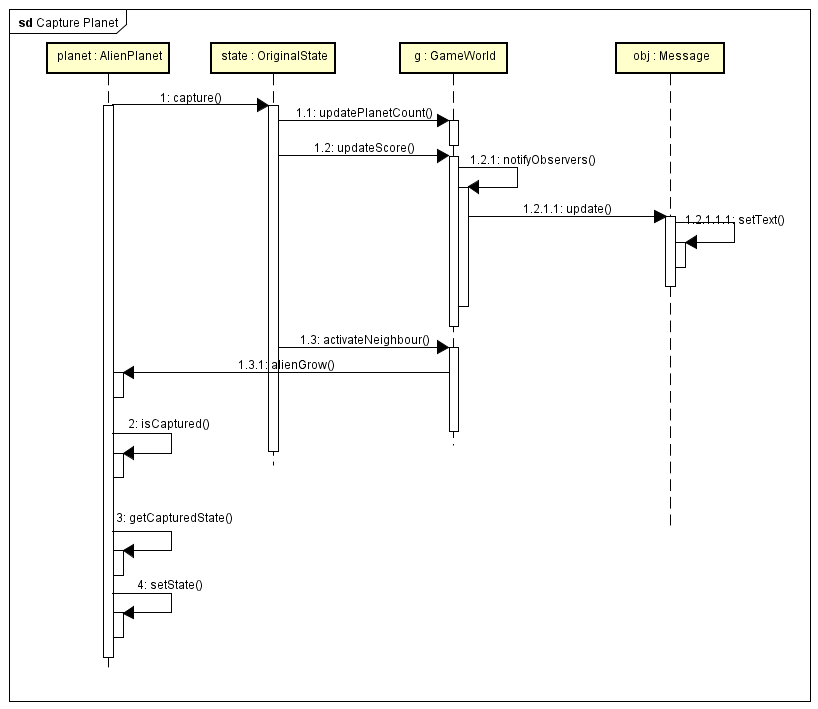 sd Capture Planet
planet : AlienPlanet
state : OriginalState
g : GameWorld
obj : Message
1: capture()
1.1: updatePlanetCount()
1.2: updateScore()
1.2.1: notifyObservers()
1.2.1.1: update()
1.2.1.1.1: setText()
1.3: activateNeighbour()
1.3.1: alienGrow()
2: isCaptured()
3: getCapturedState()
4: setState()